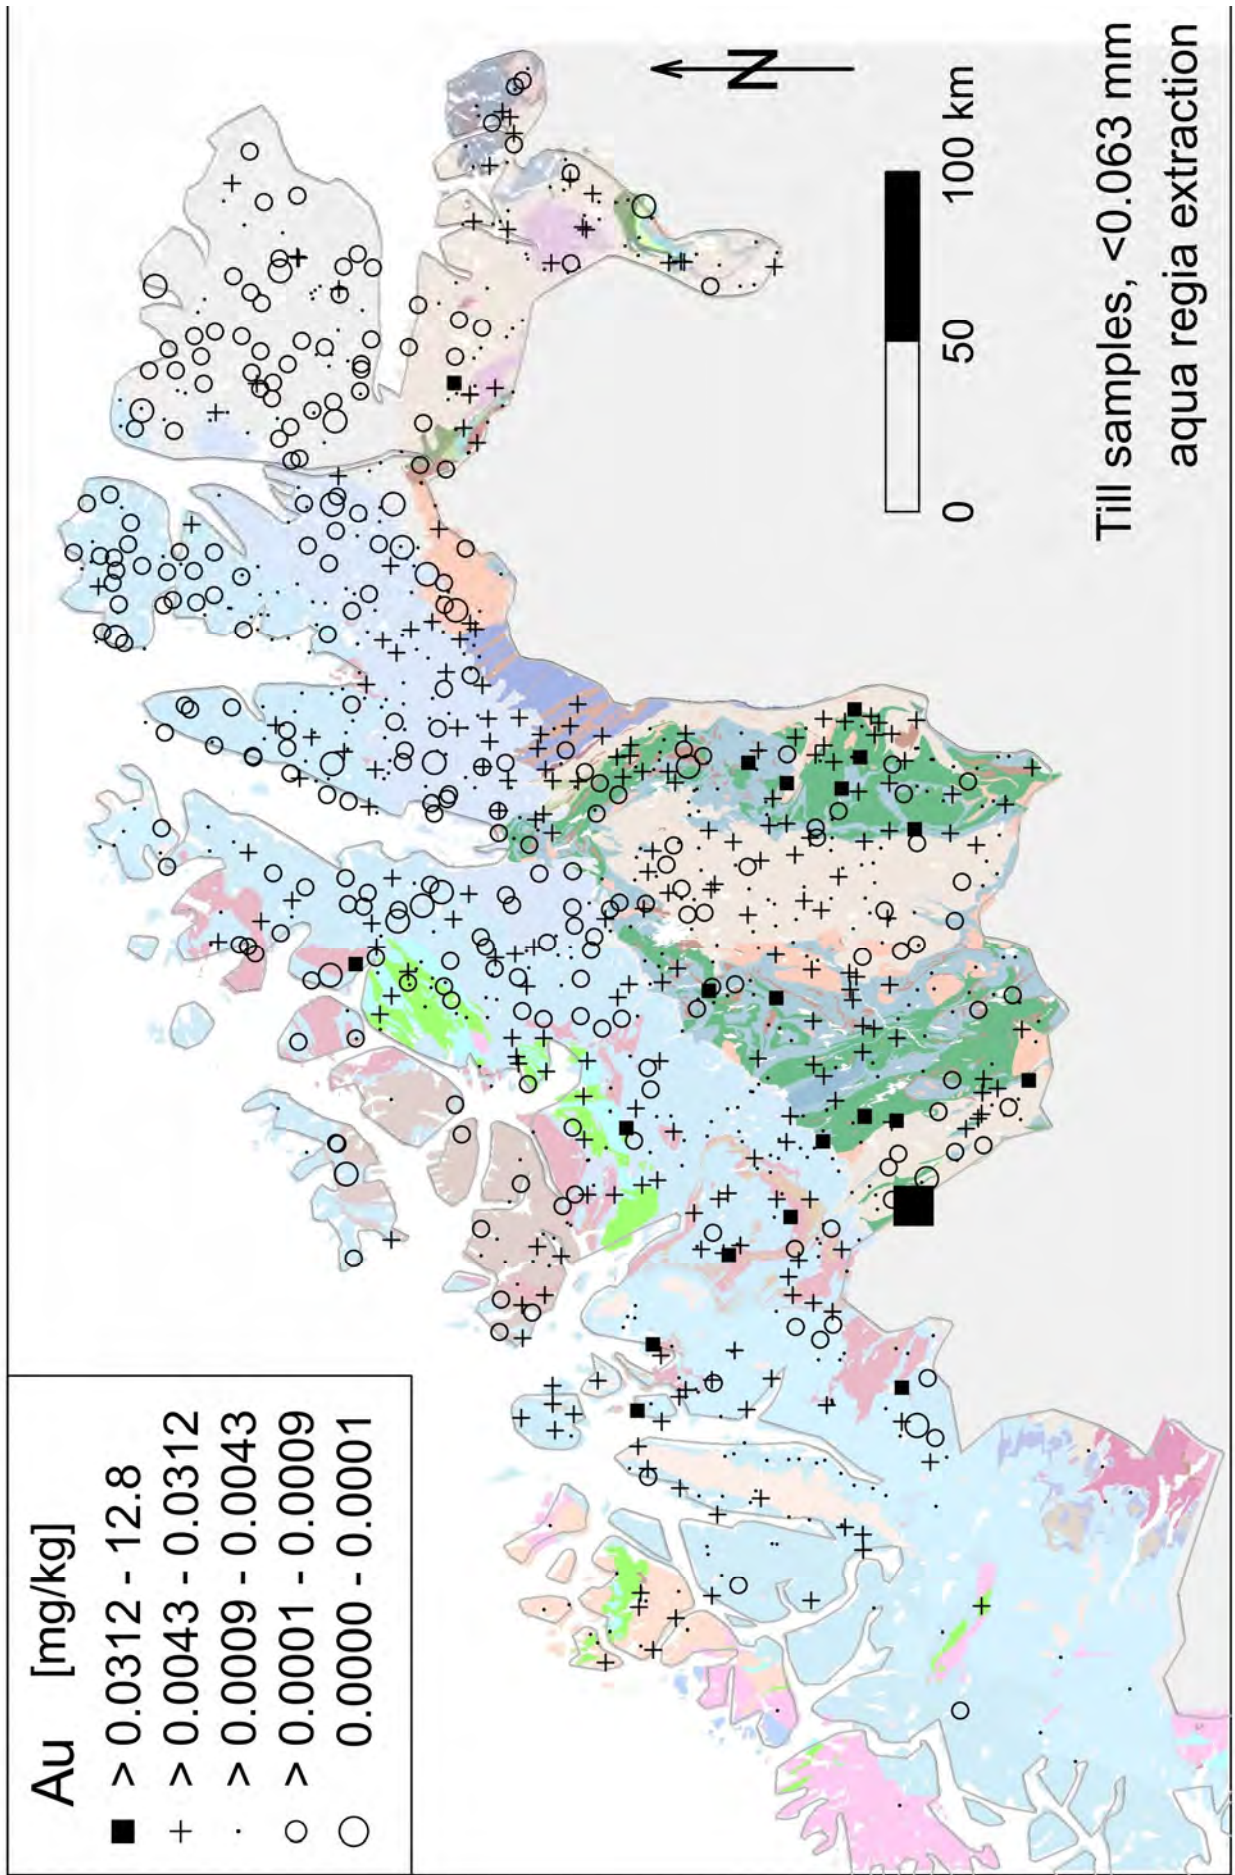 Au [mg/kg]
> 0.0312 - 12.8
> 0.0043 - 0.0312
> 0.0009 - 0.0043
> 0.0001 - 0.0009
0.0000 - 0.0001
N
0 50 100 km
Till samples, <0.063 mm
aqua regia extraction